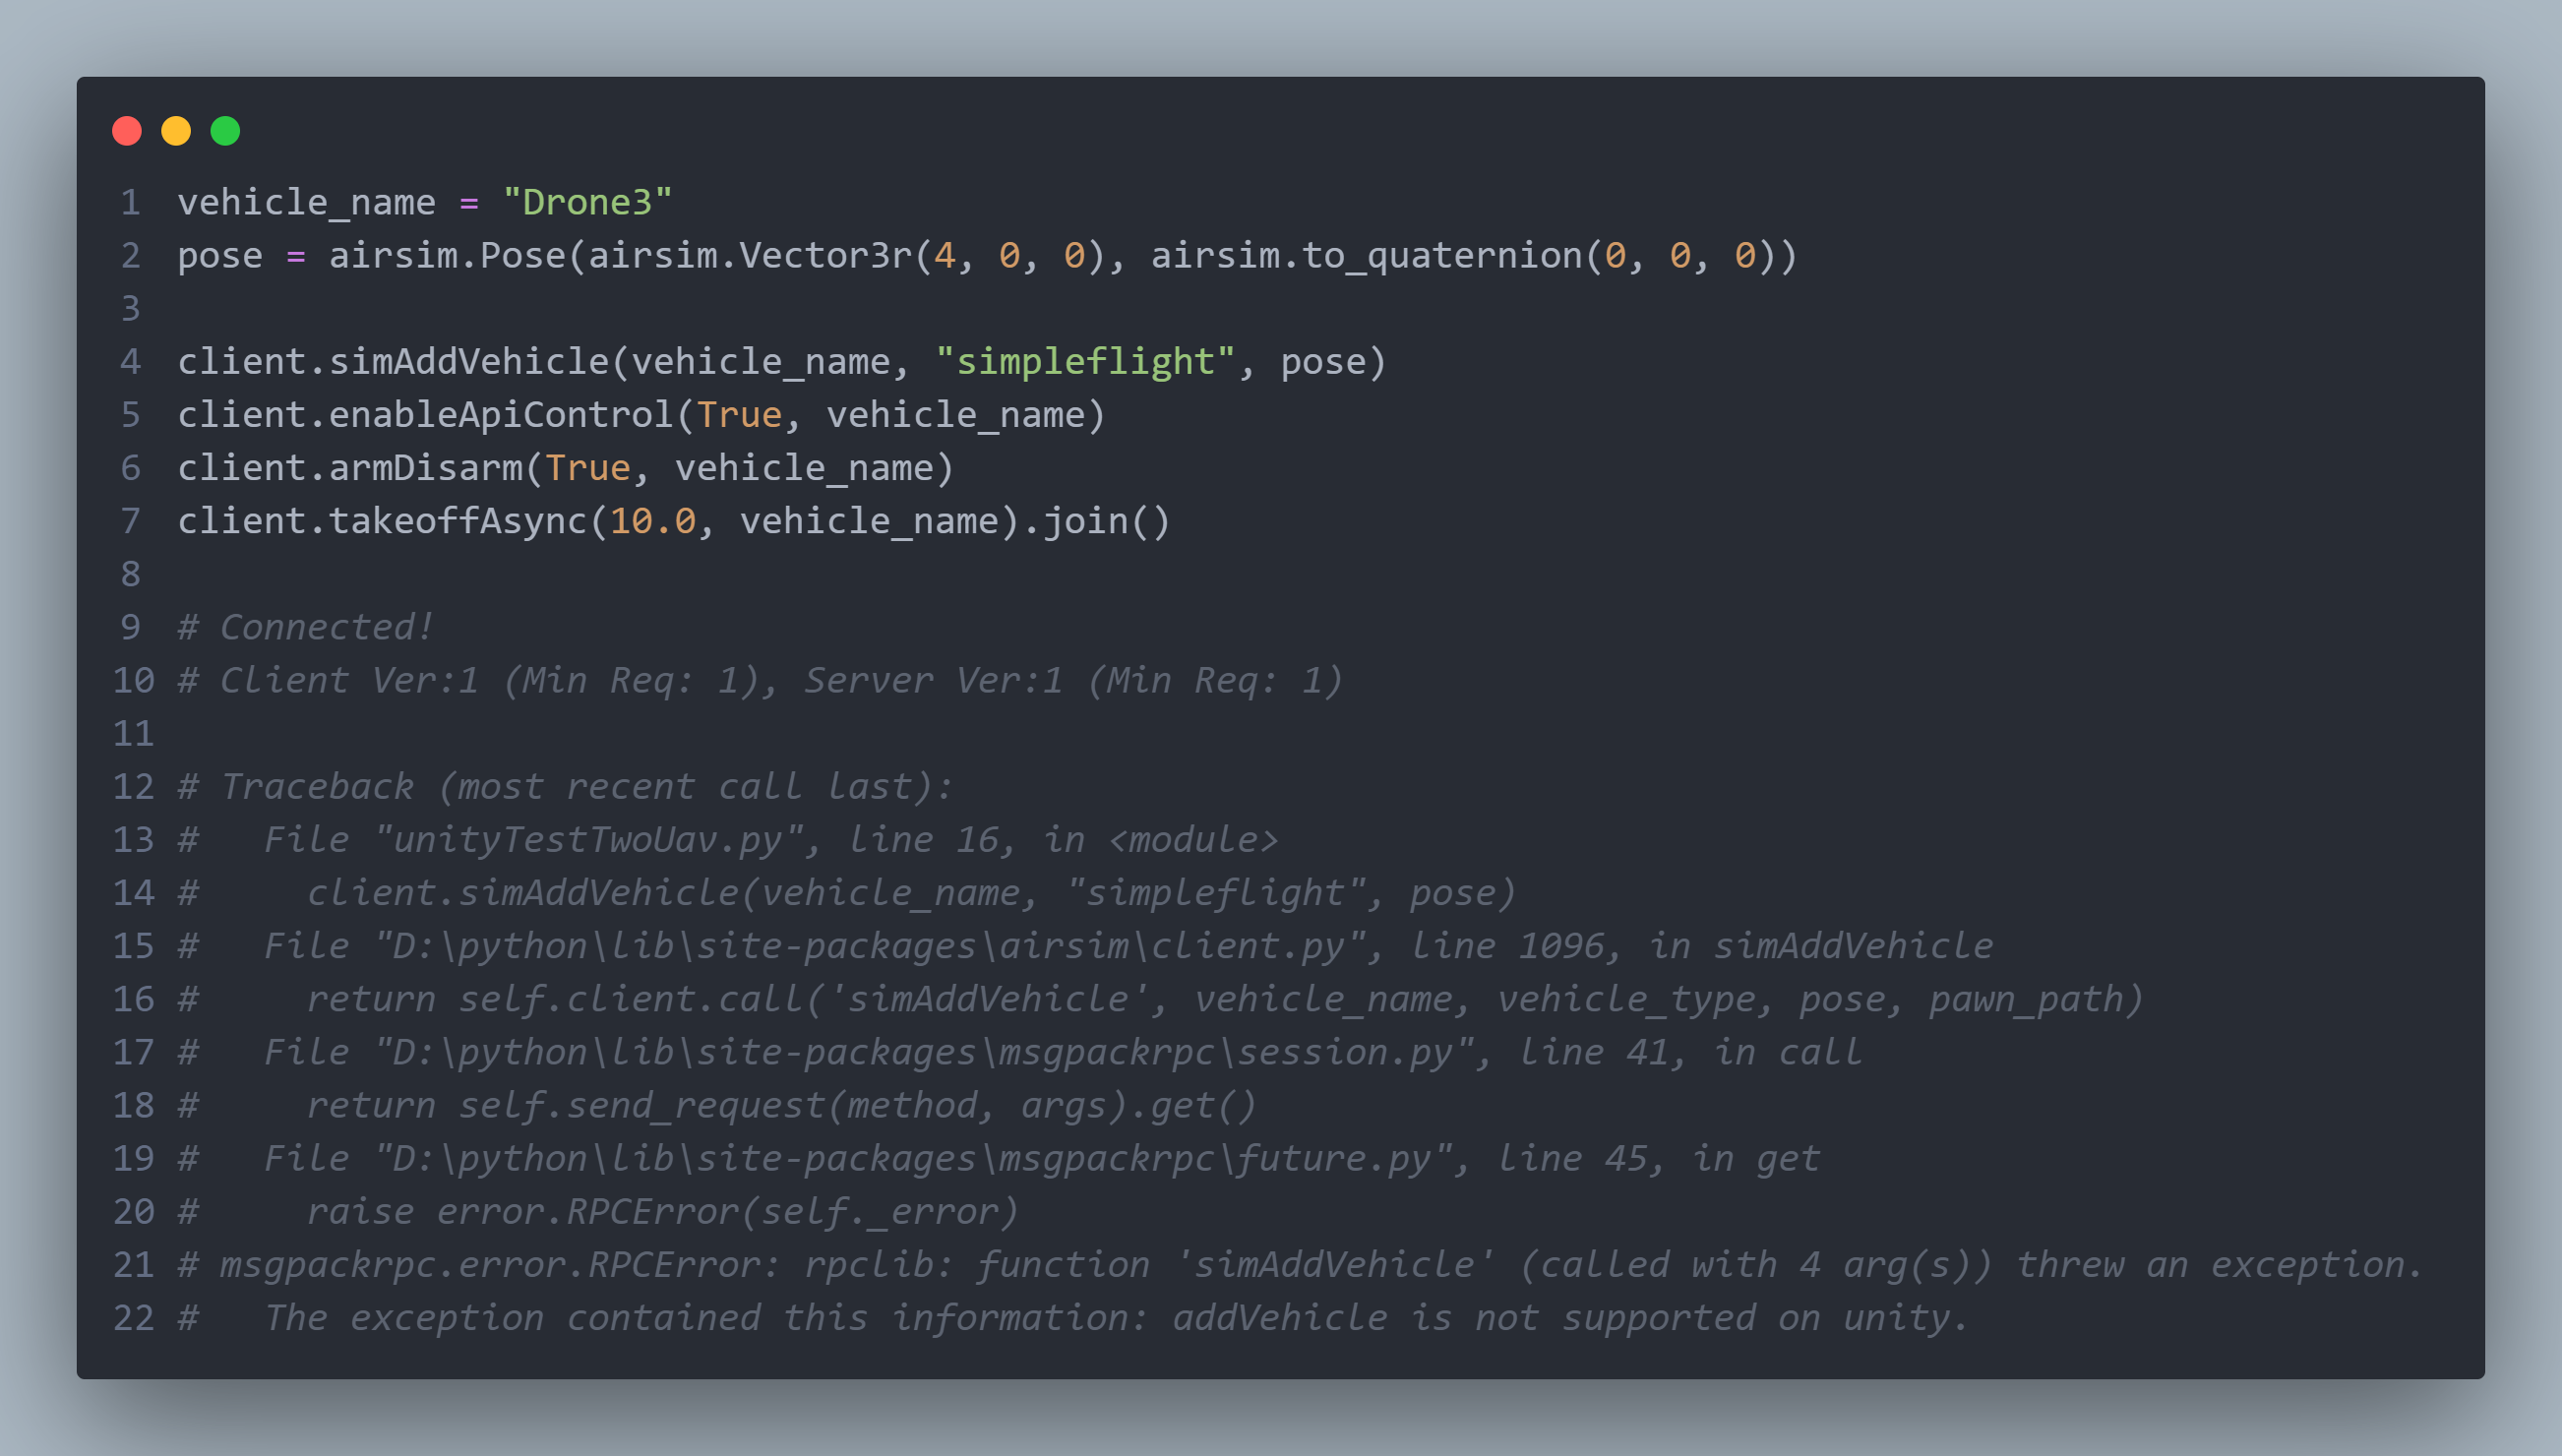 1 vehicle_name = "Drone3"
2 pose = airsim.Pose(airsim.Vector3r(4, 0, 0), airsim.to_quaternion(0, 0, 0))
3
4 client.simAddVehicle(vehicle_name, "simpleflight", pose)
5 client.enableApiControl(True, vehicle_name)
6 client.armDisarm(True, vehicle_name)
7 client.takeoffAsync(10.0, vehicle_name).join()
8
9 # Connected!
10 # Client Ver:1 (Min Req: 1), Server Ver:1 (Min Req: 1)
11
12 # Traceback (most recent call last):
13 #   File "unityTestTwoUav.py", line 16, in <module>
14 #     client.simAddVehicle(vehicle_name, "simpleflight", pose)
15 #   File "D:\python\lib\site-packages\airsim\client.py", line 1096, in simAddVehicle
16 #     return self.client.call('simAddVehicle', vehicle_name, vehicle_type, pose, pawn_path)
17 #   File "D:\python\lib\site-packages\msgpackrpc\session.py", line 41, in call
18 #     return self.send_request(method, args).get()
19 #   File "D:\python\lib\site-packages\msgpackrpc\future.py", line 45, in get
20 #     raise error.RPCError(self._error)
21 # msgpackrpc.error.RPCError: rpclib: function 'simAddVehicle' (called with 4 arg(s)) threw an exception.
22 #   The exception contained this information: addVehicle is not supported on unity.